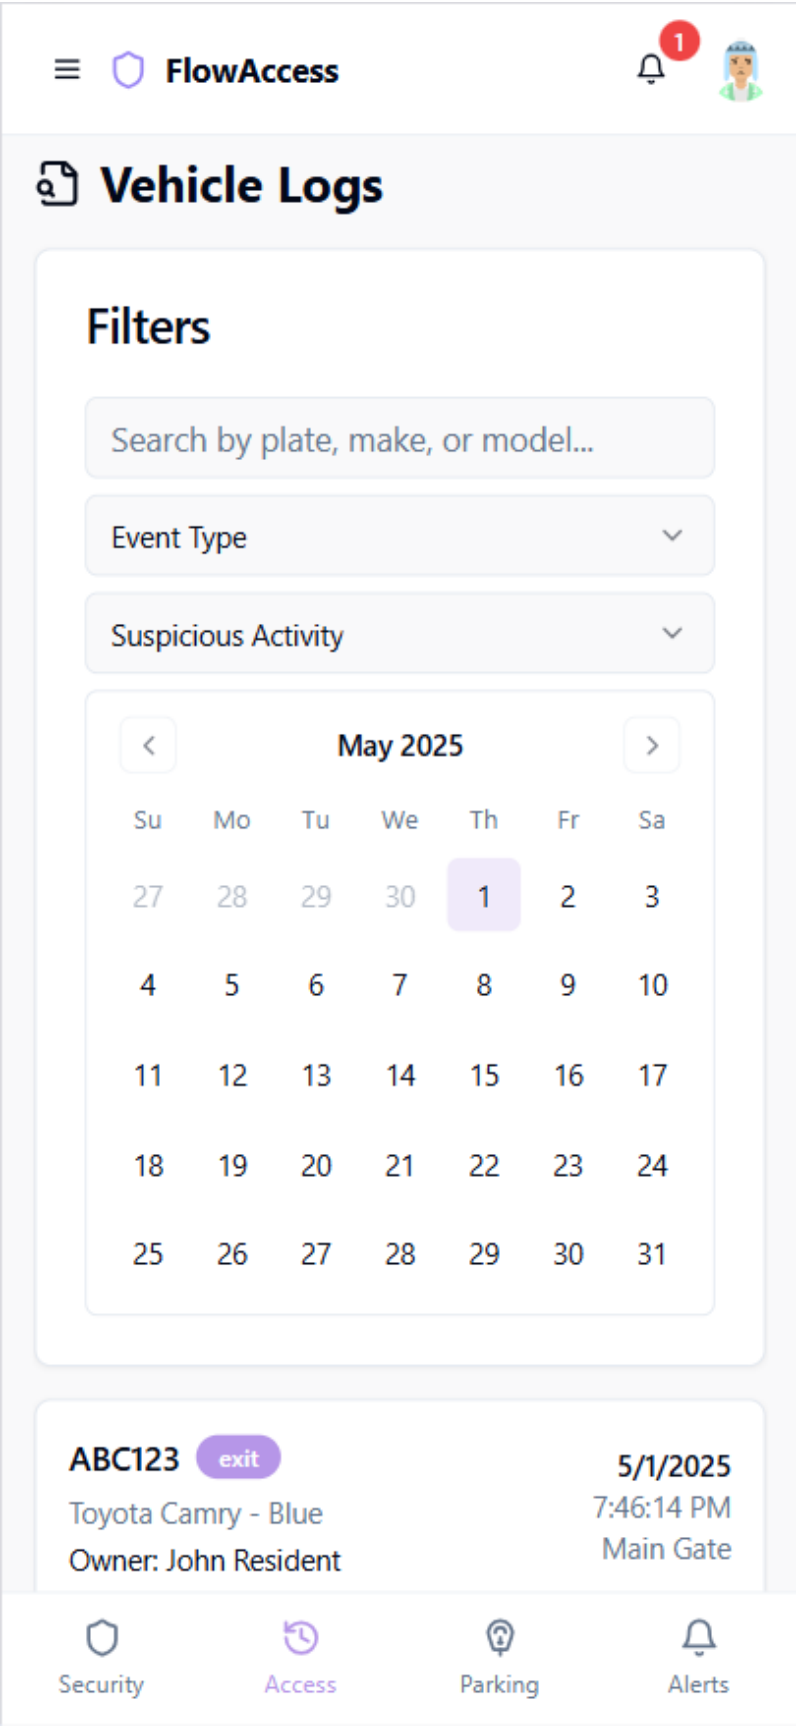 FlowAccess
1
Vehicle Logs
Filters
Search by plate, make, or model...
Event Type
Suspicious Activity
May 2025
Su Mo Tu We Th Fr Sa
27 28 29 30 1 2 3
4 5 6 7 8 9 10
11 12 13 14 15 16 17
18 19 20 21 22 23 24
25 26 27 28 29 30 31
ABC123 exit
5/1/2025
Toyota Camry - Blue
7:46:14 PM
Owner: John Resident
Main Gate
Security Access Parking Alerts